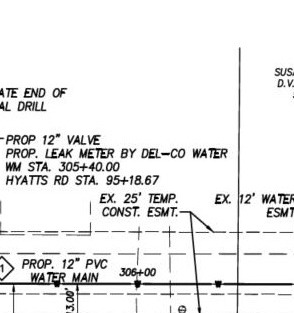 ATE END OF
AL DRILL
SUS
D.V.
PROP 12" VALVE
PROP. LEAK METER BY DEL-CO WATER
WM STA. 305+40.00
HYATTS RD STA. 95+18.67
EX. 25' TEMP.
CONST. ESMT.
EX. 12' WATER
ESMT
1
PROP. 12" PVC
WATER MAIN
306+00
3.00'